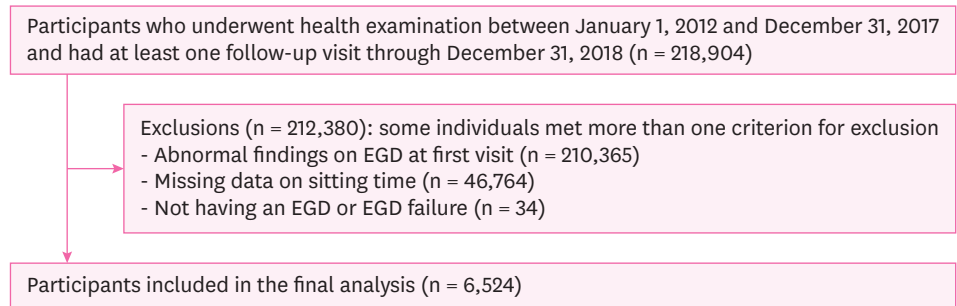 Participants who underwent health examination between January 1, 2012 and December 31, 2017
and had at least one follow-up visit through December 31, 2018 (n = 218,904)
Exclusions (n = 212,380): some individuals met more than one criterion for exclusion
- Abnormal findings on EGD at first visit (n = 210,365)
- Missing data on sitting time (n = 46,764)
- Not having an EGD or EGD failure (n = 34)
Participants included in the final analysis (n = 6,524)